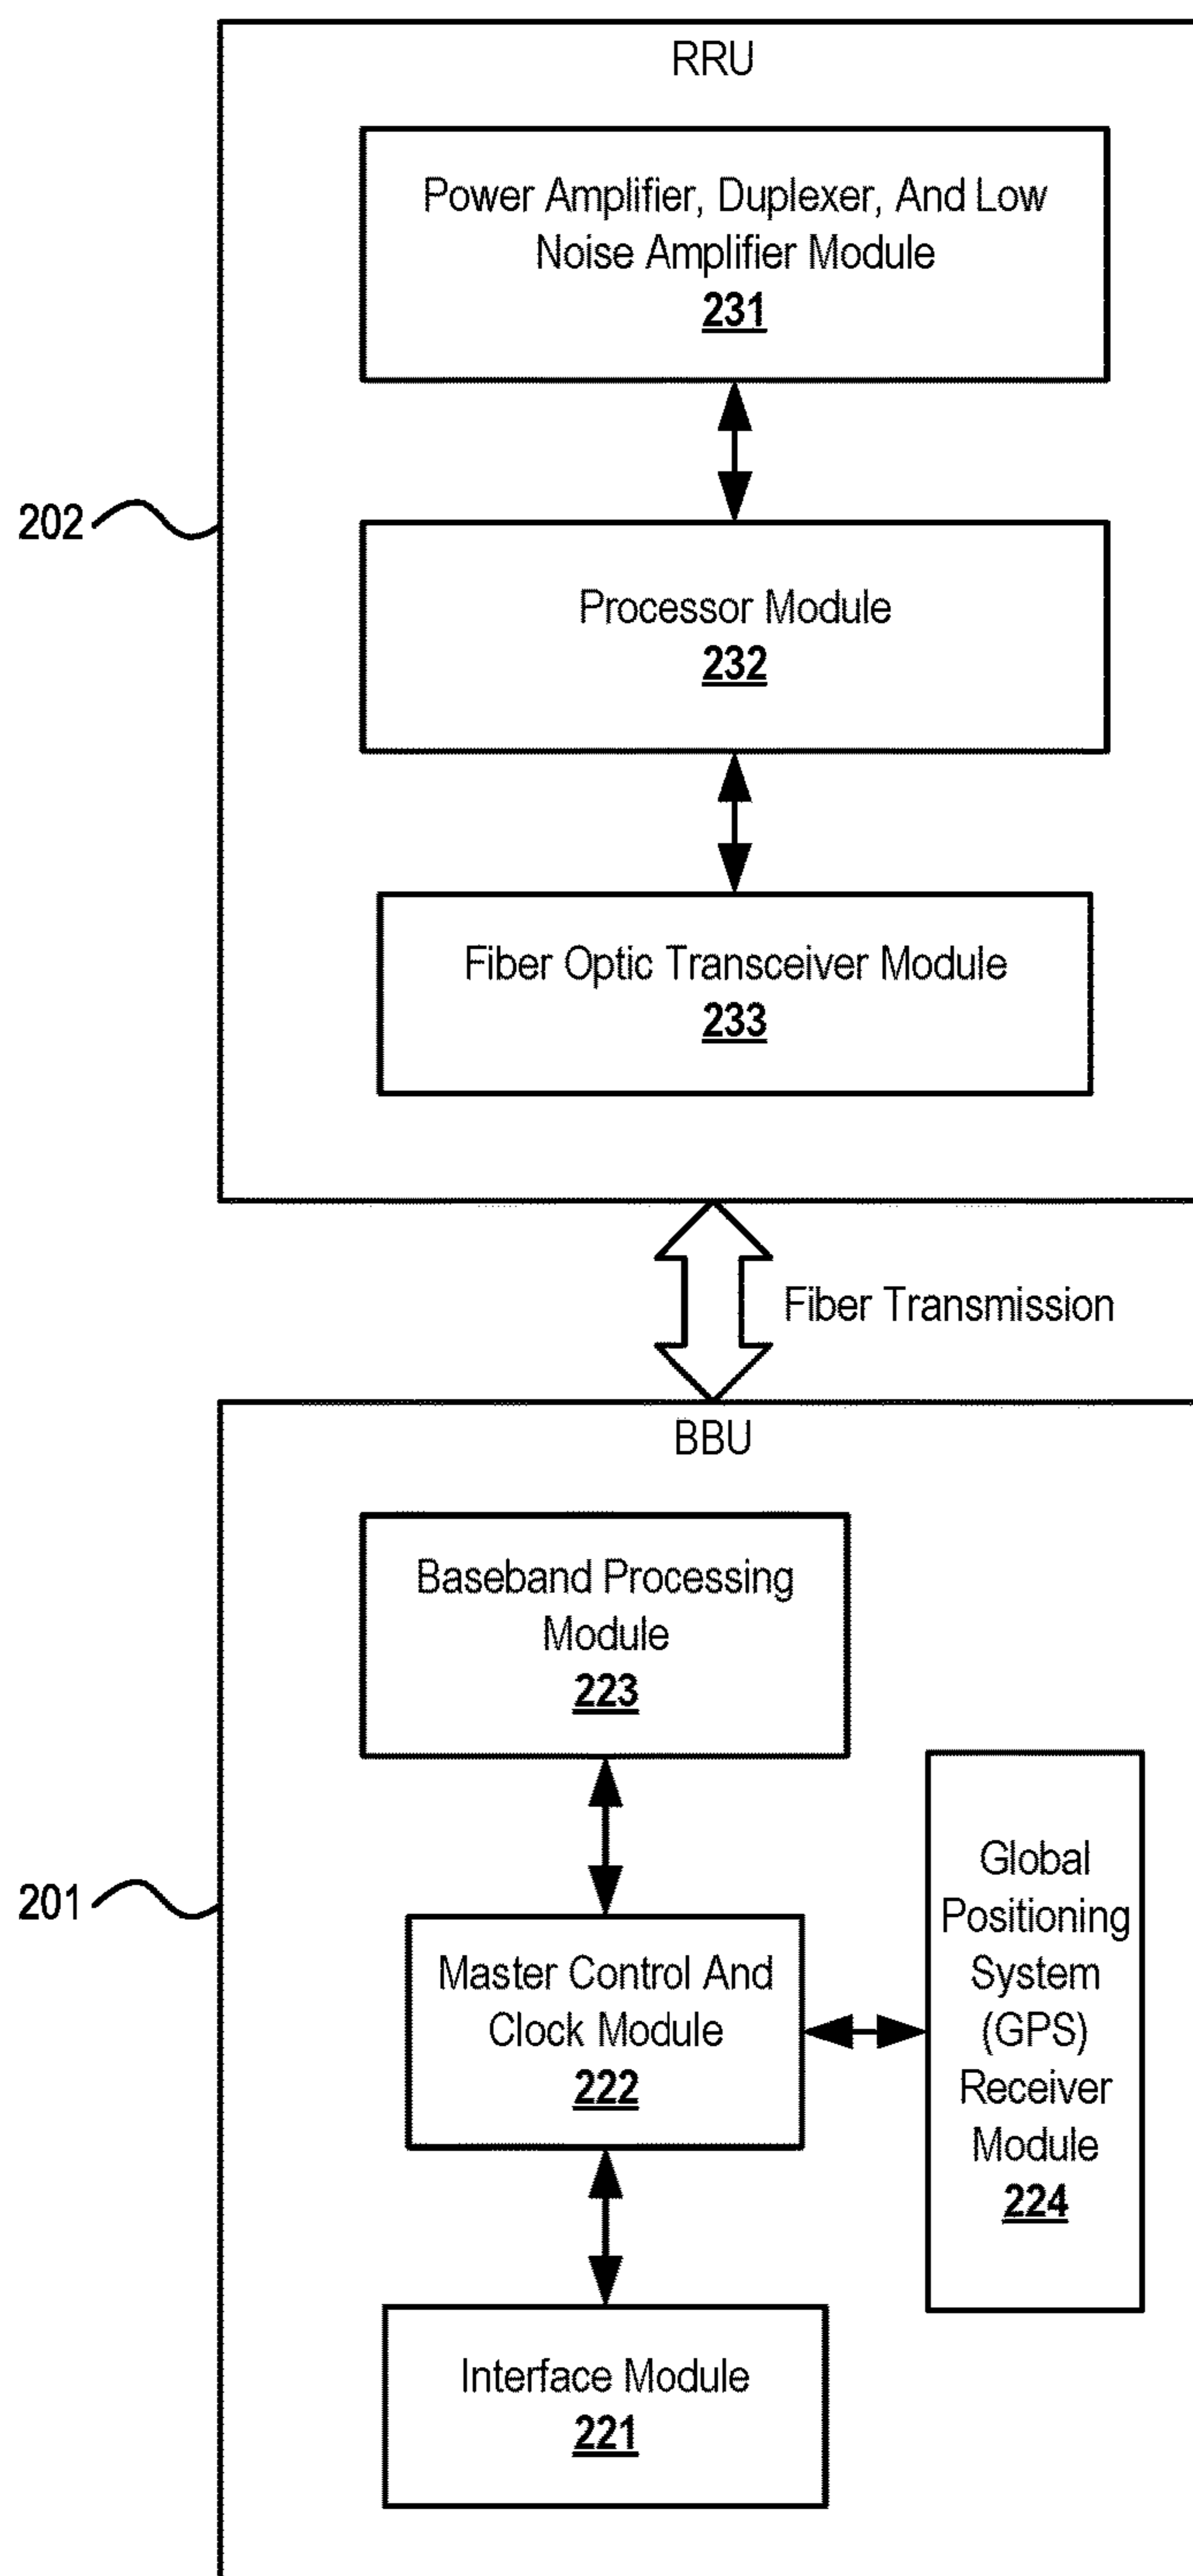 RRU
Power Amplifier, Duplexer, And Low
Noise Amplifier Module
231
202
Processor Module
232
Fiber Optic Transceiver Module
233
Fiber Transmission
BBU
Baseband Processing
Module
223
201
Master Control And
Clock Module
222
Global
Positioning
System
(GPS)
Receiver
Module
224
Interface Module
221